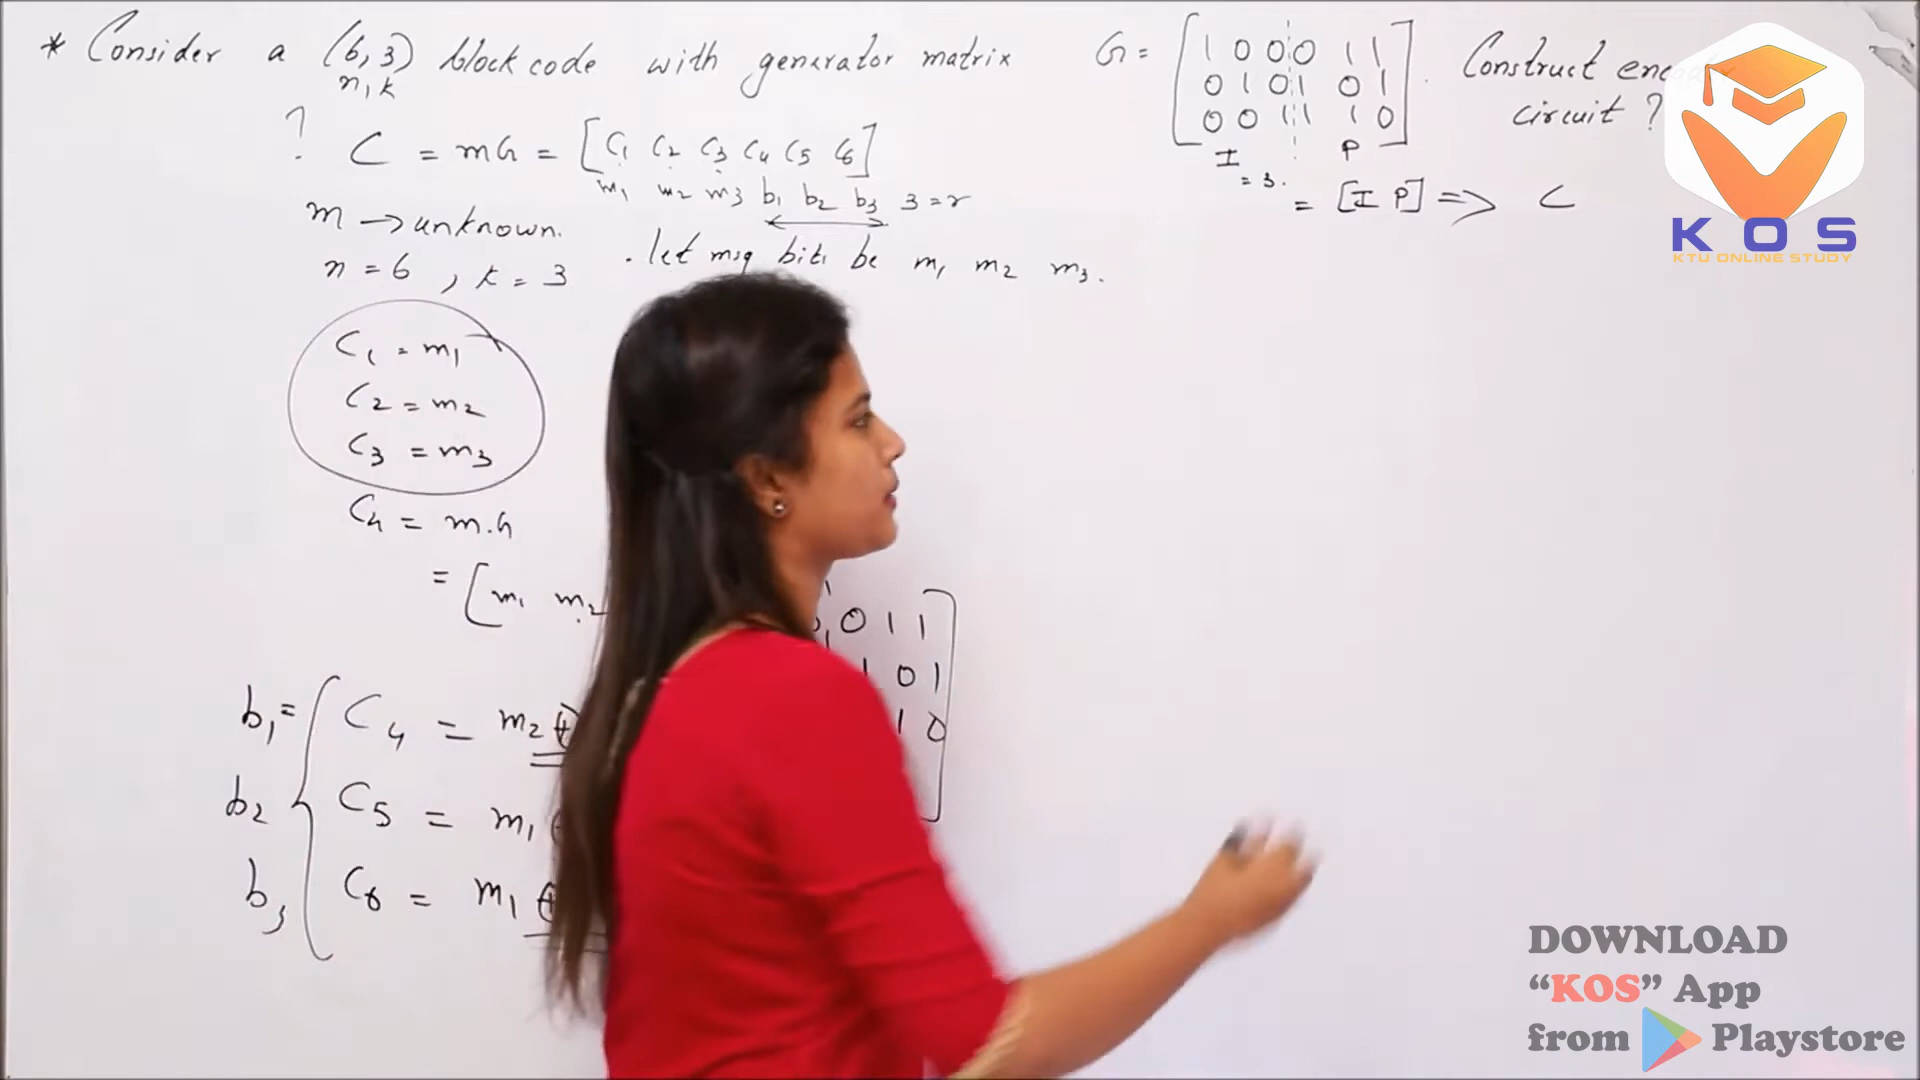 * Consider a (6, 3) block code with generator matrix G = [1 0 0 0 1 1 Construct
n, k 0 1 0 1 0 1
0 0 1 1 1 0] circuit ?
I P
= 3.
= [I P] => C
? C = mG = [C1 C2 C3 C4 C5 C6]
m1 m2 m3 b1 b2 b3 3 = r
m → unknown.
n = 6 , k = 3 . let msg bits be m1 m2 m3.
C1 = m1
C2 = m2
C3 = m3
C4 = m.G
= [m1 m2 0 1 1
1 0 1
1 0]
b1 = C4 = m2 ⊕
b2 C5 = m1
b3 C6 = m1 ⊕
KOS
KTU ONLINE STUDY
DOWNLOAD
“KOS” App
from Playstore